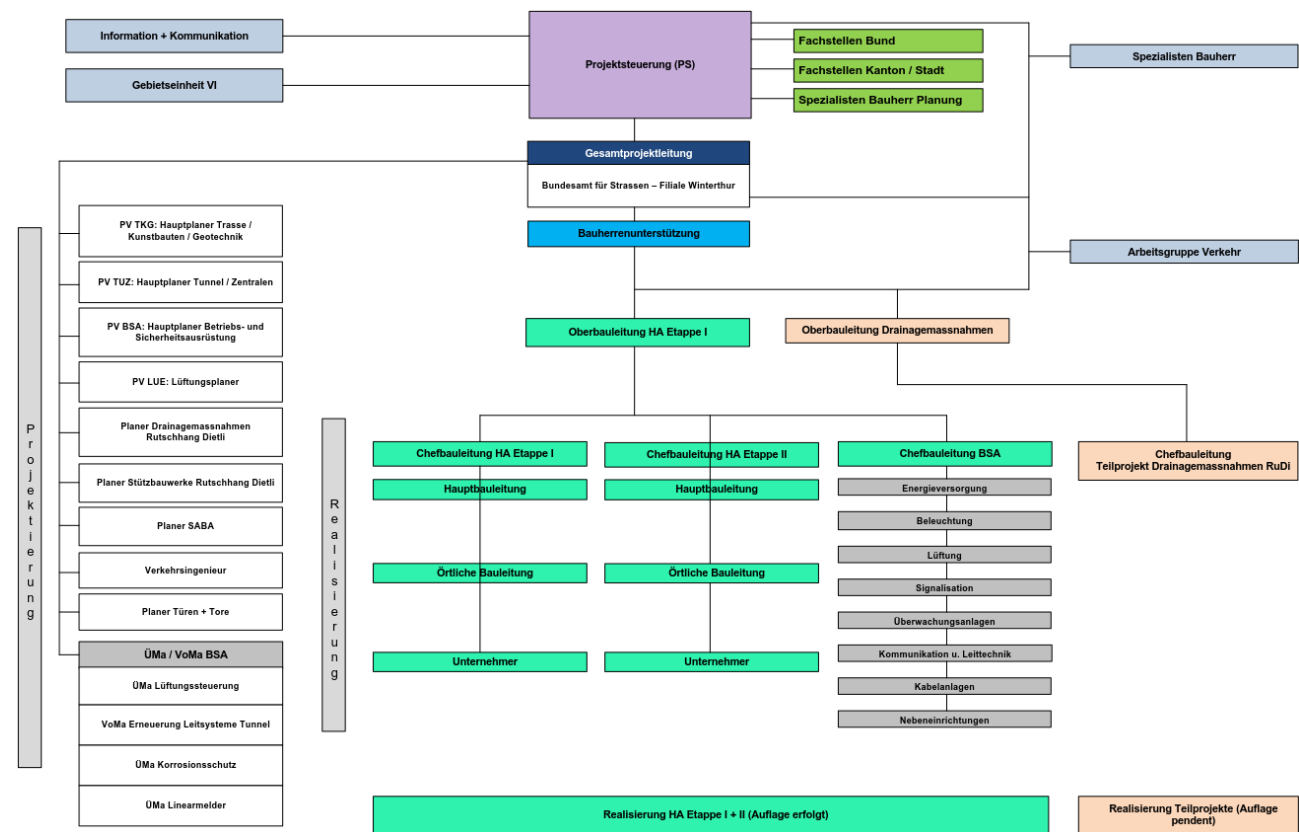 Information + Kommunikation
Gebietseinheit VI
Projektsteuerung (PS)
Fachstellen Bund
Fachstellen Kanton / Stadt
Spezialisten Bauherr Planung
Spezialisten Bauherr
Gesamtprojektleitung
Bundesamt für Strassen – Filiale Winterthur
Bauherrenunterstützung
Arbeitsgruppe Verkehr
Projektierung
PV TKG: Hauptplaner Trasse /
Kunstbauten / Geotechnik
PV TUZ: Hauptplaner Tunnel / Zentralen
PV BSA: Hauptplaner Betriebs- und
Sicherheitsausrüstung
PV LUE: Lüftungsplaner
Planer Drainagemassnahmen
Rutschhang Dietli
Planer Stützbauwerke Rutschhang Dietli
Planer SABA
Verkehrsingenieur
Planer Türen + Tore
ÜMa / VoMa BSA
ÜMa Lüftungssteuerung
VoMa Erneuerung Leitsysteme Tunnel
ÜMa Korrosionsschutz
ÜMa Linearmelder
Oberbauleitung HA Etappe I
Oberbauleitung Drainagemassnahmen
Realisierung
Chefbauleitung HA Etappe I
Hauptbauleitung
Örtliche Bauleitung
Unternehmer
Chefbauleitung HA Etappe II
Hauptbauleitung
Örtliche Bauleitung
Unternehmer
Chefbauleitung BSA
Energieversorgung
Beleuchtung
Lüftung
Signalisation
Überwachungsanlagen
Kommunikation u. Leittechnik
Kabelanlagen
Nebeneinrichtungen
Chefbauleitung
Teilprojekt Drainagemassnahmen RuDi
Realisierung HA Etappe I + II (Auflage erfolgt)
Realisierung Teilprojekte (Auflage
pendent)